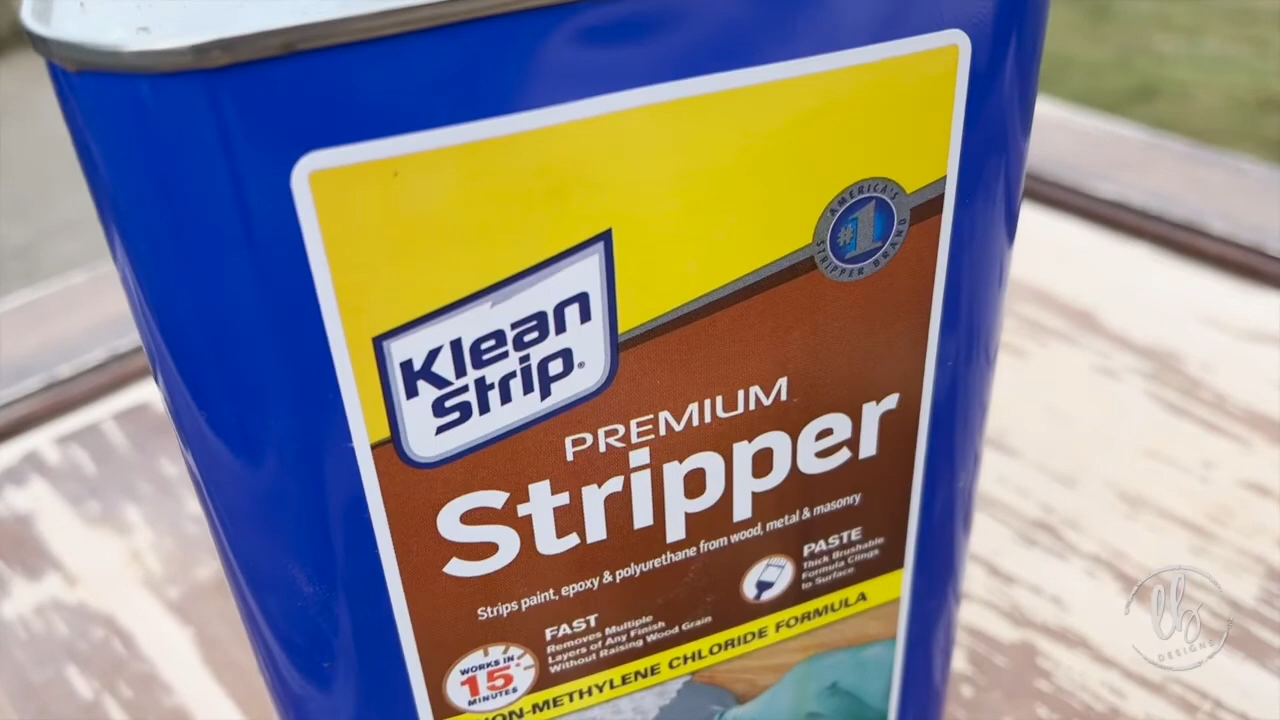 AMERICA'S
#1
STRIPPER BRAND
Klean
Strip®
PREMIUM
Stripper
Strips paint, epoxy & polyurethane from wood, metal & masonry
PASTE
Thick Brushable
Formula Clings
to Surface
FAST
Removes Multiple
Layers of Any Finish
Without Raising Wood Grain
WORKS IN
15*
MINUTES
NON-METHYLENE CHLORIDE FORMULA
DESIGNS